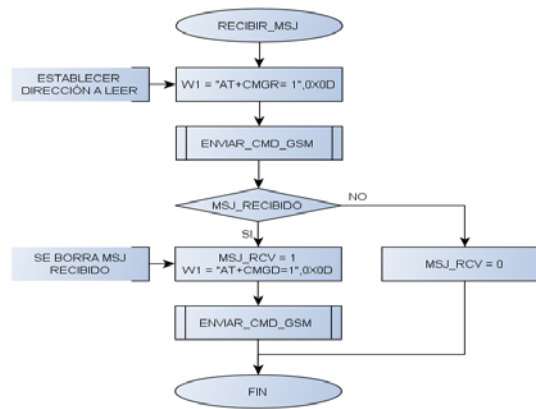 RECIBIR_MSJ
ESTABLECER
DIRECCIÓN A LEER
W1 = "AT+CMGR= 1",0X0D
ENVIAR_CMD_GSM
MSJ_RECIBIDO
NO
SI
SE BORRA MSJ
RECIBIDO
MSJ_RCV = 1
W1 = "AT+CMGD=1",0X0D
MSJ_RCV = 0
ENVIAR_CMD_GSM
FIN